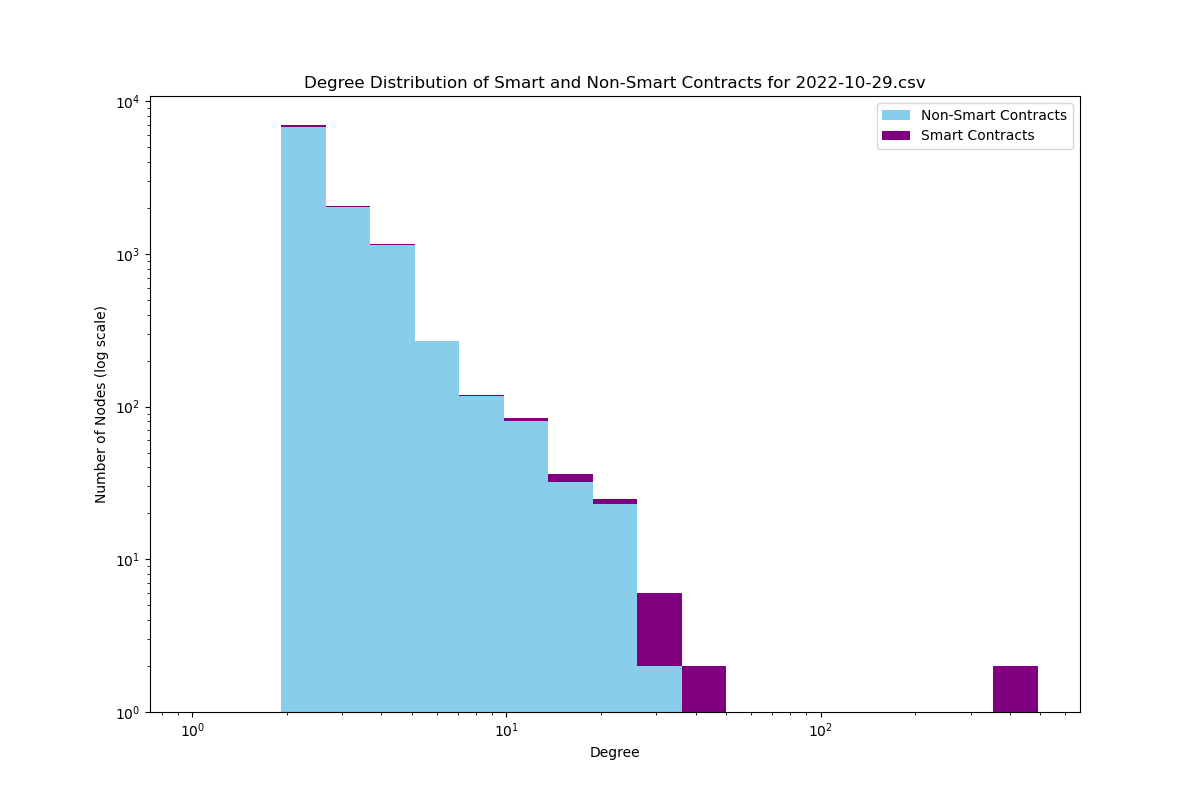 Degree Distribution of Smart and Non-Smart Contracts for 2022-10-29.csv
Non-Smart Contracts
Smart Contracts
Number of Nodes (log scale)
10⁴
10³
10²
10¹
10⁰
10⁰ 10¹ 10²
Degree